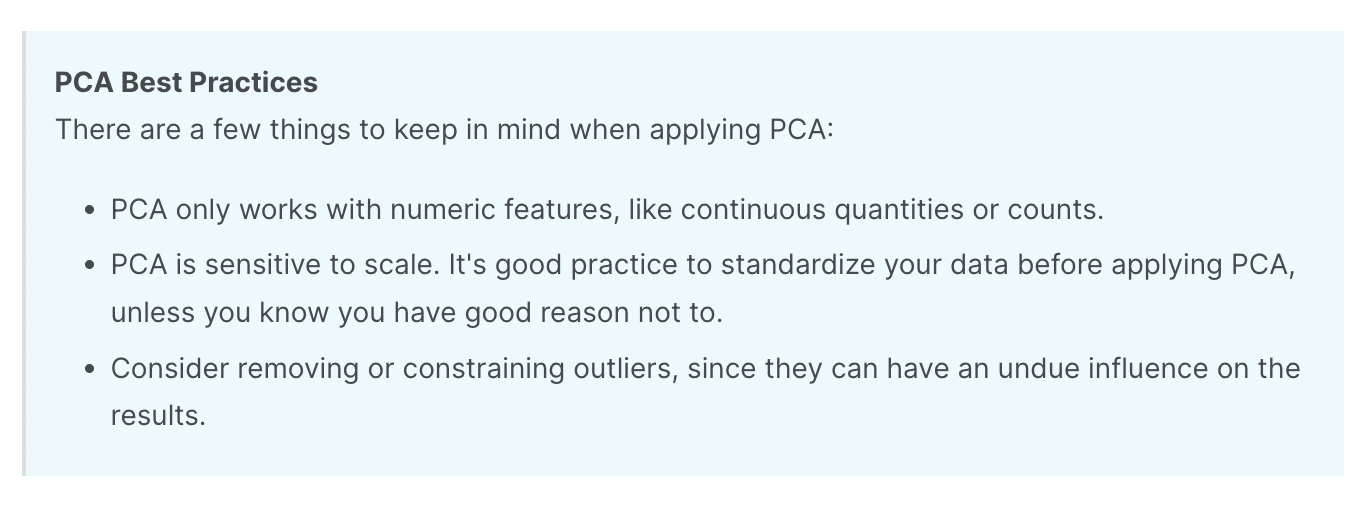 PCA Best Practices
There are a few things to keep in mind when applying PCA:
• PCA only works with numeric features, like continuous quantities or counts.
• PCA is sensitive to scale. It's good practice to standardize your data before applying PCA,
unless you know you have good reason not to.
• Consider removing or constraining outliers, since they can have an undue influence on the
results.